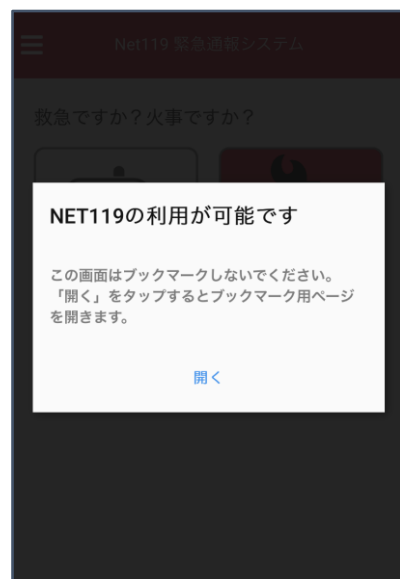 Net119 緊急通報システム
救急ですか？火事ですか？
NET119の利用が可能です
この画面はブックマークしないでください。
「開く」をタップするとブックマーク用ページ
を開きます。
開く